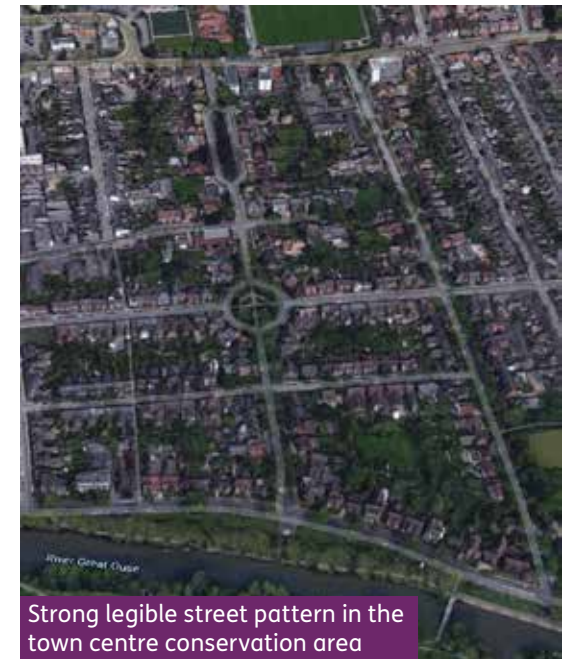 River Great Ouse
Strong legible street pattern in the
town centre conservation area